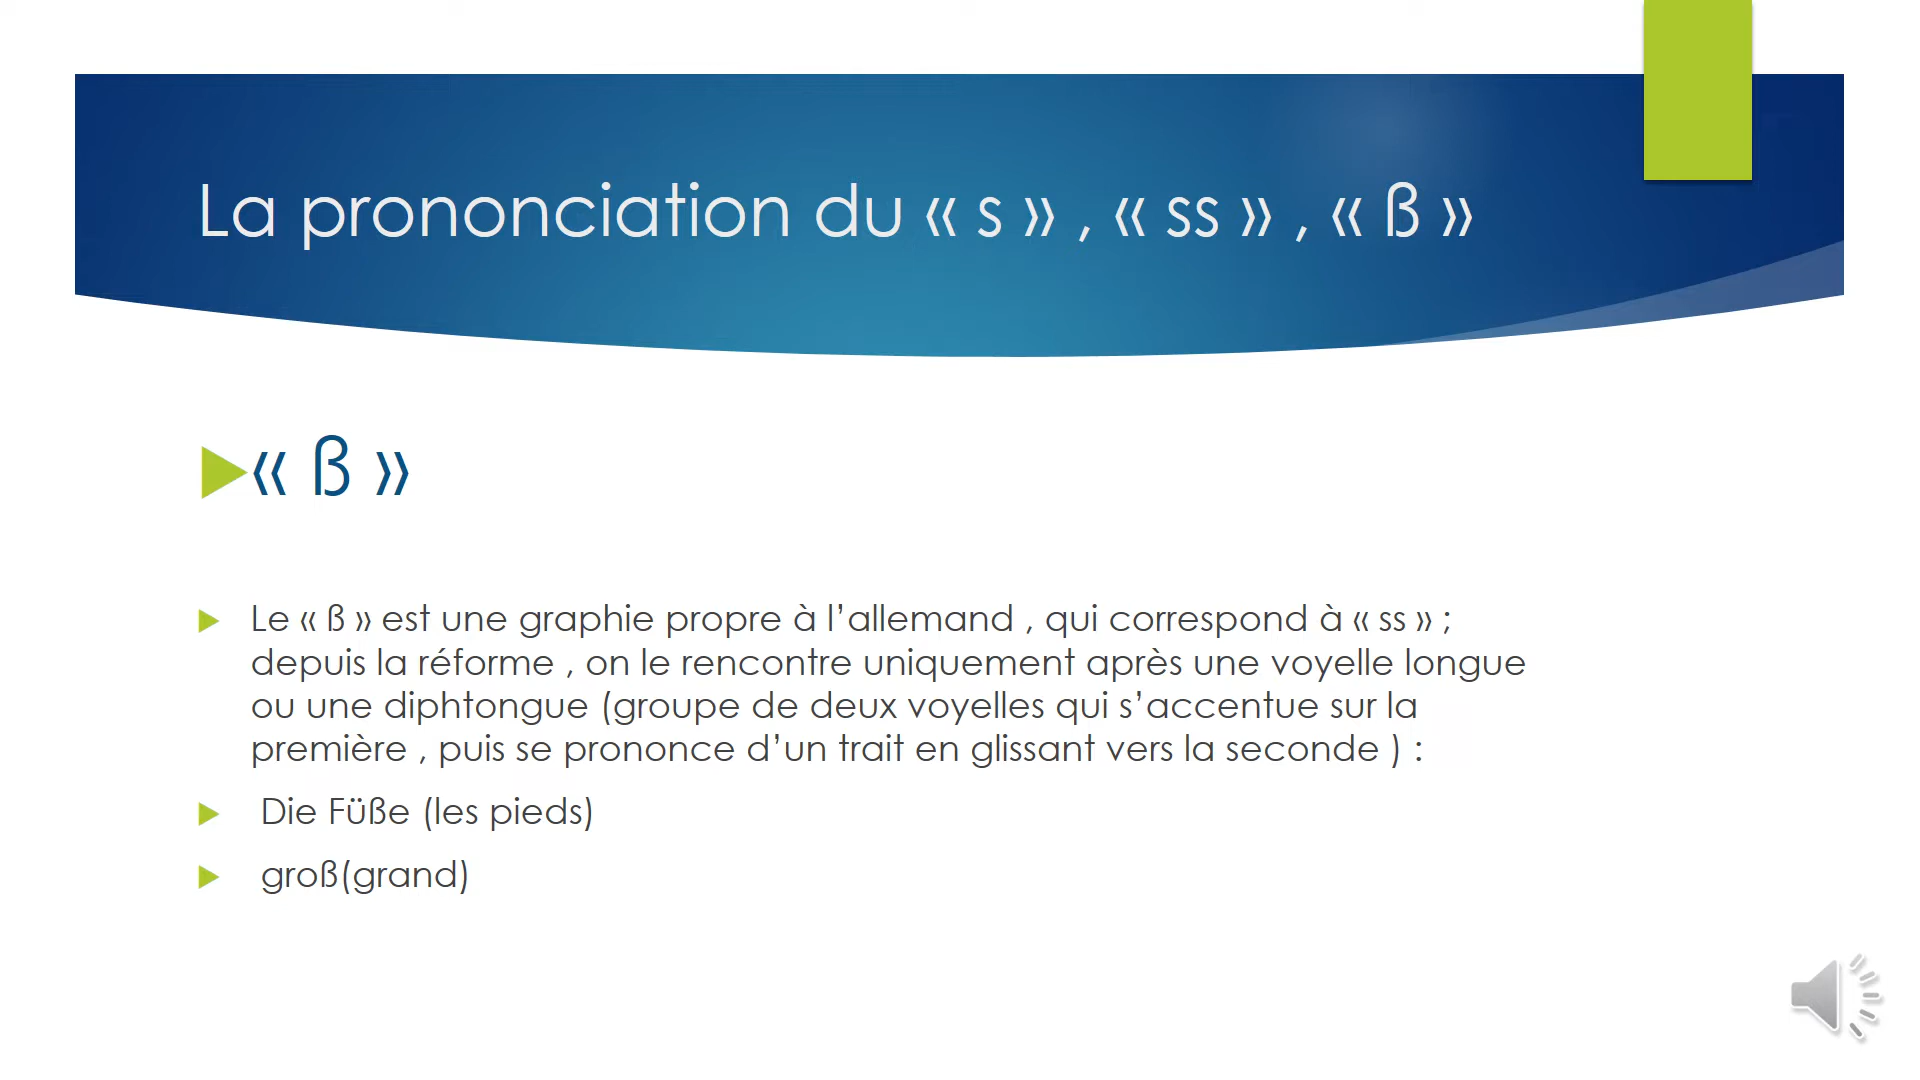 La prononciation du « s » , « ss » , « ß »
« ß »
Le « ß » est une graphie propre à l’allemand , qui correspond à « ss » ;
depuis la réforme , on le rencontre uniquement après une voyelle longue
ou une diphtongue (groupe de deux voyelles qui s’accentue sur la
première , puis se prononce d’un trait en glissant vers la seconde ) :
Die Füße (les pieds)
groß(grand)